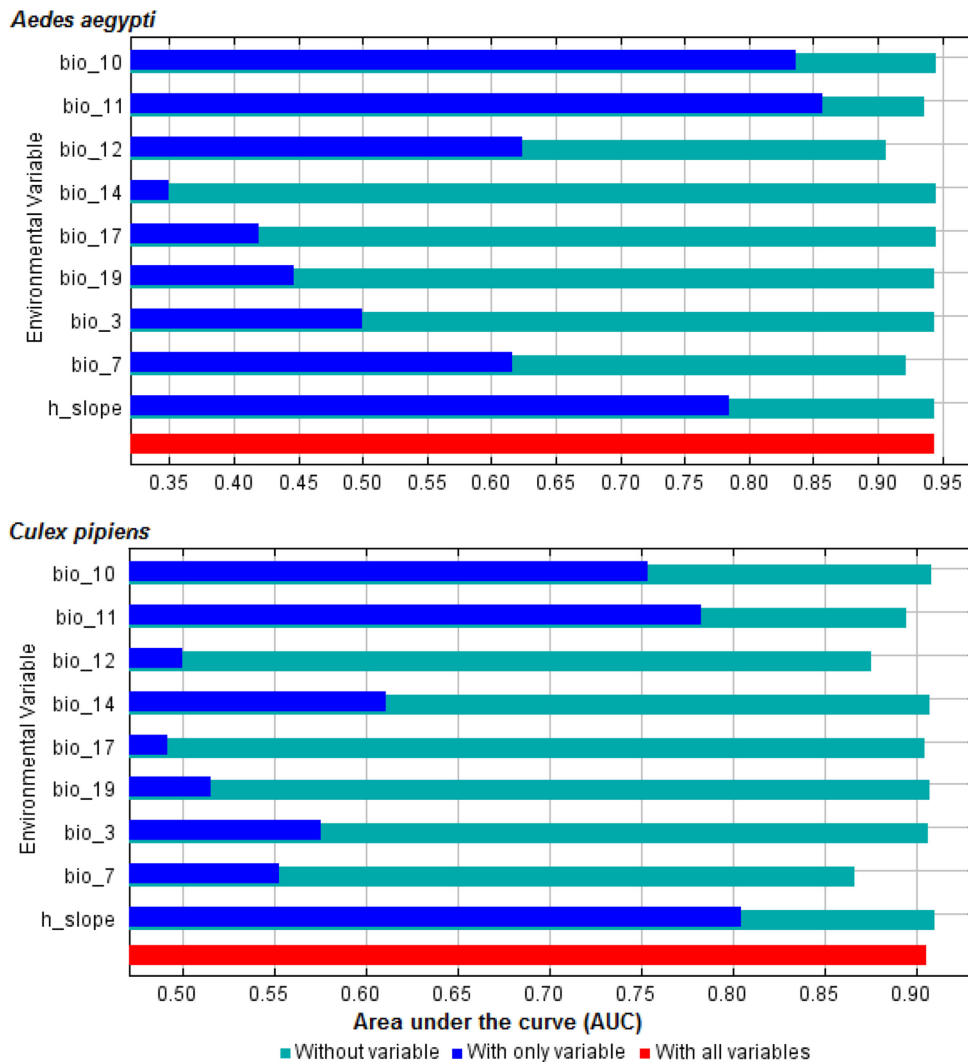 Aedes aegypti
Environmental Variable
bio_10
bio_11
bio_12
bio_14
bio_17
bio_19
bio_3
bio_7
h_slope
0.35 0.40 0.45 0.50 0.55 0.60 0.65 0.70 0.75 0.80 0.85 0.90 0.95
Culex pipiens
Environmental Variable
bio_10
bio_11
bio_12
bio_14
bio_17
bio_19
bio_3
bio_7
h_slope
0.50 0.55 0.60 0.65 0.70 0.75 0.80 0.85 0.90
Area under the curve (AUC)
Without variable With only variable With all variables